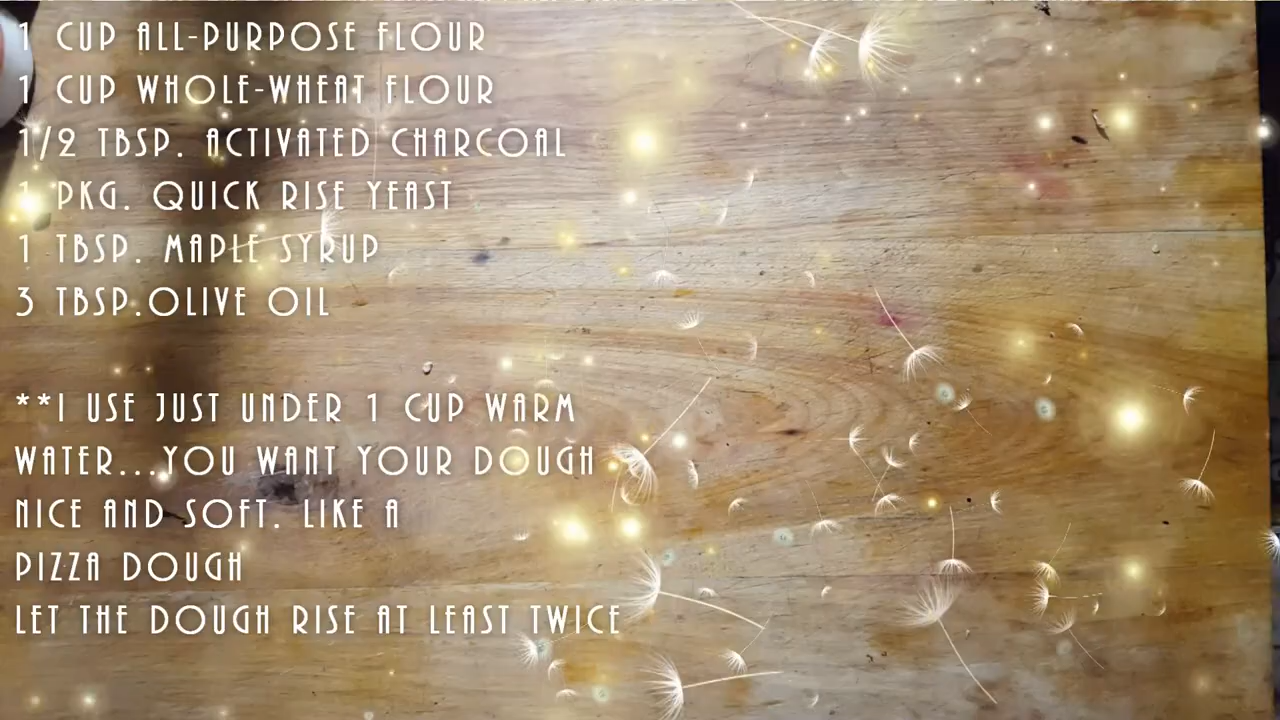 1 CUP ALL-PURPOSE FLOUR
1 CUP WHOLE-WHEAT FLOUR
1/2 TBSP. ACTIVATED CHARCOAL
1 PKG. QUICK RISE YEAST
1 TBSP. MAPLE SYRUP
3 TBSP.OLIVE OIL
**I USE JUST UNDER 1 CUP WARM
WATER...YOU WANT YOUR DOUGH
NICE AND SOFT. LIKE A
PIZZA DOUGH
LET THE DOUGH RISE AT LEAST TWICE